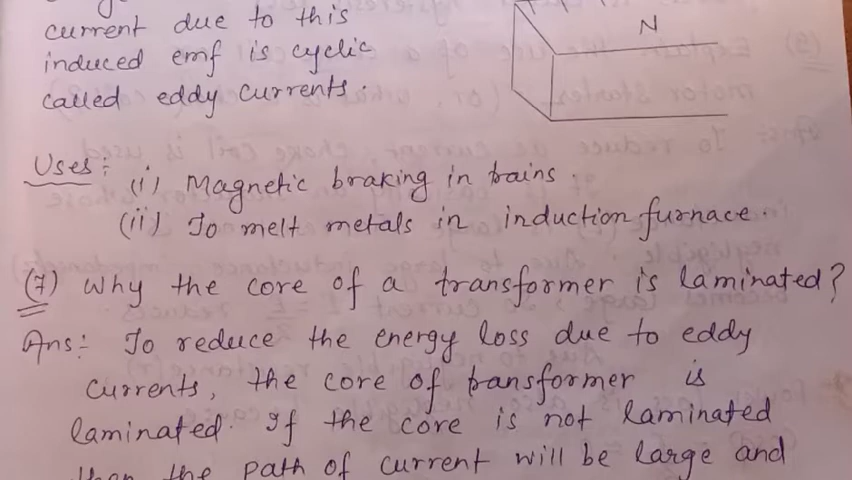 current due to this
induced emf is cyclic
called eddy currents.
N
Uses:
(i) Magnetic braking in trains.
(ii) To melt metals in induction furnace.
(7) Why the core of a transformer is laminated?
Ans:- To reduce the energy loss due to eddy
currents, the core of transformer is
laminated. If the core is not laminated
the path of current will be large and